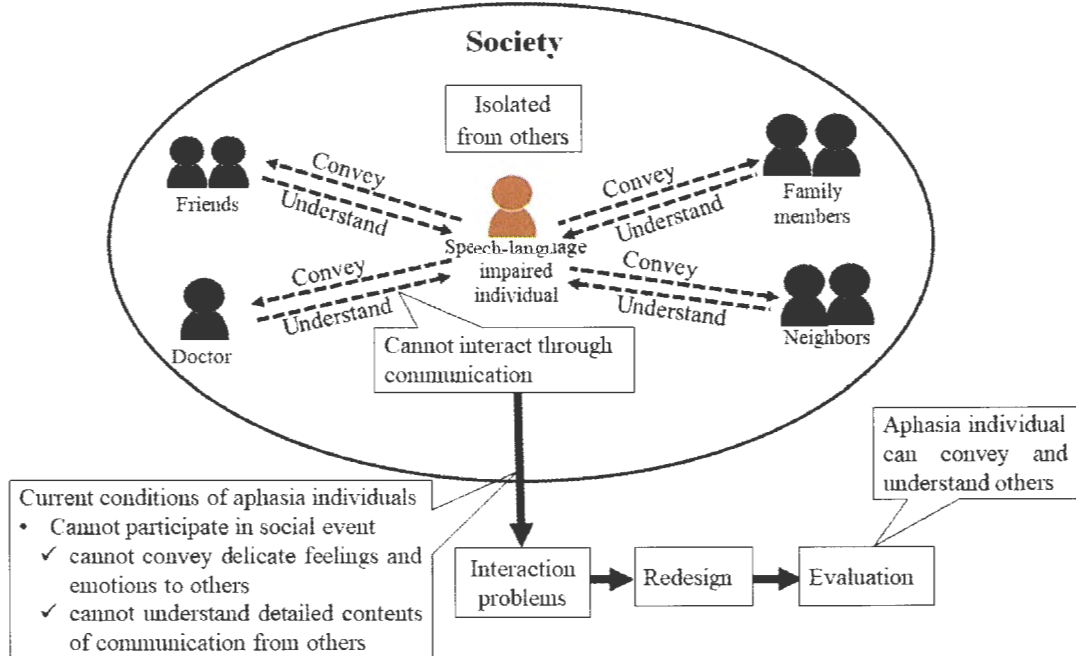 Society
Isolated
from others
Friends
Convey
Understand
Convey
Understand
Family
members
Speech-language
impaired
individual
Doctor
Convey
Understand
Convey
Understand
Neighbors
Cannot interact through
communication
Aphasia individual
can convey and
understand others
Current conditions of aphasia individuals
• Cannot participate in social event
✓ cannot convey delicate feelings and
emotions to others
✓ cannot understand detailed contents
of communication from others
Interaction
problems
Redesign
Evaluation